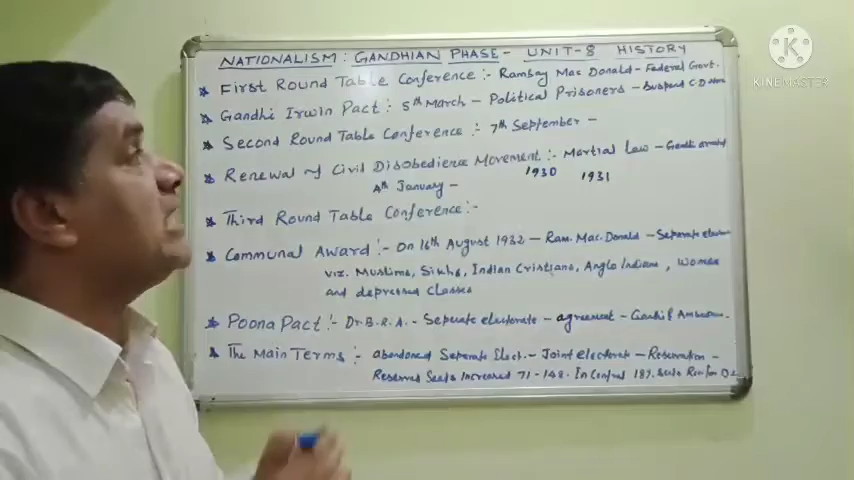 NATIONALISM : GANDHIAN PHASE - UNIT-8 HISTORY
First Round Table Conference :- Ramsay Mac Donald - Federal Govt.
Gandhi Irwin Pact : 5th March - Political Prisoners - Suspend C.D
Second Round Table Conference : 7th September -
Renewal of Civil Disobedience Movement :- Martial Law - Gandhi
4th January - 1930 1931
Third Round Table Conference :-
Communal Award :- On 16th August 1932 - Ram. Mac. Donald - Separate
viz. Muslims, Sikhs, Indian Cristians, Anglo Indians, Women
and depressed classes
Poona Pact :- Dr. B.R.A. - Seperate electorate - agreement - Gandhi &
The Main Terms :- abandoned Separate Elect. - Joint electorate - Reservation -
Reserved Seats Increased 71-148. In Central 18%. Seats
KINEMASTER